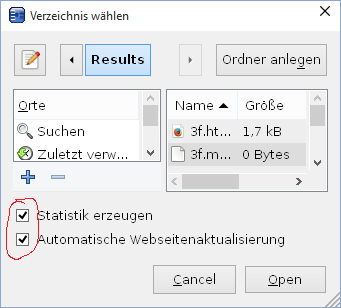 Verzeichnis wählen
Results
Ordner anlegen
Orte
Name Größe
Suchen
3f.ht... 1,7 kB
Zuletzt verw...
3f.m... 0 Bytes
Statistik erzeugen
Automatische Webseitenaktualisierung
Cancel
Open